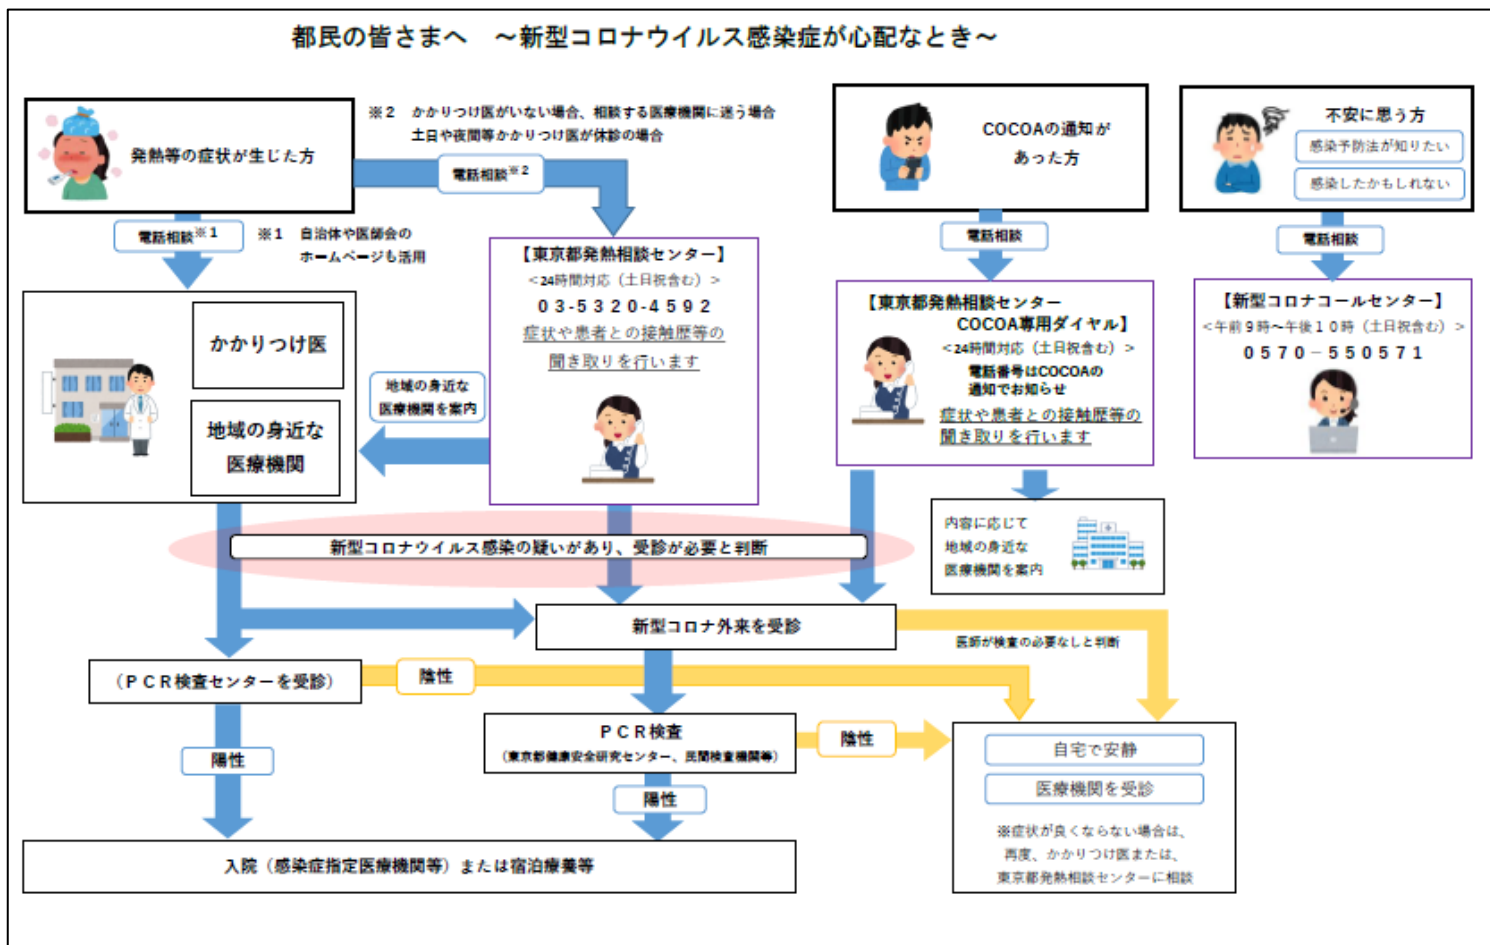 都民の皆さまへ ～新型コロナウイルス感染症が心配なとき～
発熱等の症状が生じた方
※2 かかりつけ医がいない場合、相談する医療機関に迷う場合
土日や夜間等かかりつけ医が休診の場合
電話相談※2
電話相談※1
※1 自治体や医師会の
ホームページも活用
かかりつけ医
地域の身近な
医療機関
【東京都発熱相談センター】
＜24時間対応（土日祝含む）＞
03-5320-4592
症状や患者との接触歴等の
聞き取りを行います
地域の身近な
医療機関を案内
COCOAの通知が
あった方
電話相談
【東京都発熱相談センター
COCOA専用ダイヤル】
＜24時間対応（土日祝含む）＞
電話番号はCOCOAの
通知でお知らせ
症状や患者との接触歴等の
聞き取りを行います
内容に応じて
地域の身近な
医療機関を案内
不安に思う方
感染予防法が知りたい
感染したかもしれない
電話相談
【新型コロナコールセンター】
＜午前９時～午後１０時（土日祝含む）＞
0570－550571
新型コロナウイルス感染の疑いがあり、受診が必要と判断
新型コロナ外来を受診
医師が検査の必要なしと判断
（ＰＣＲ検査センターを受診）
陰性
陽性
ＰＣＲ検査
（東京都健康安全研究センター、民間検査機関等）
陰性
陽性
入院（感染症指定医療機関等）または宿泊療養等
自宅で安静
医療機関を受診
※症状が良くならない場合は、
再度、かかりつけ医または、
東京都発熱相談センターに相談